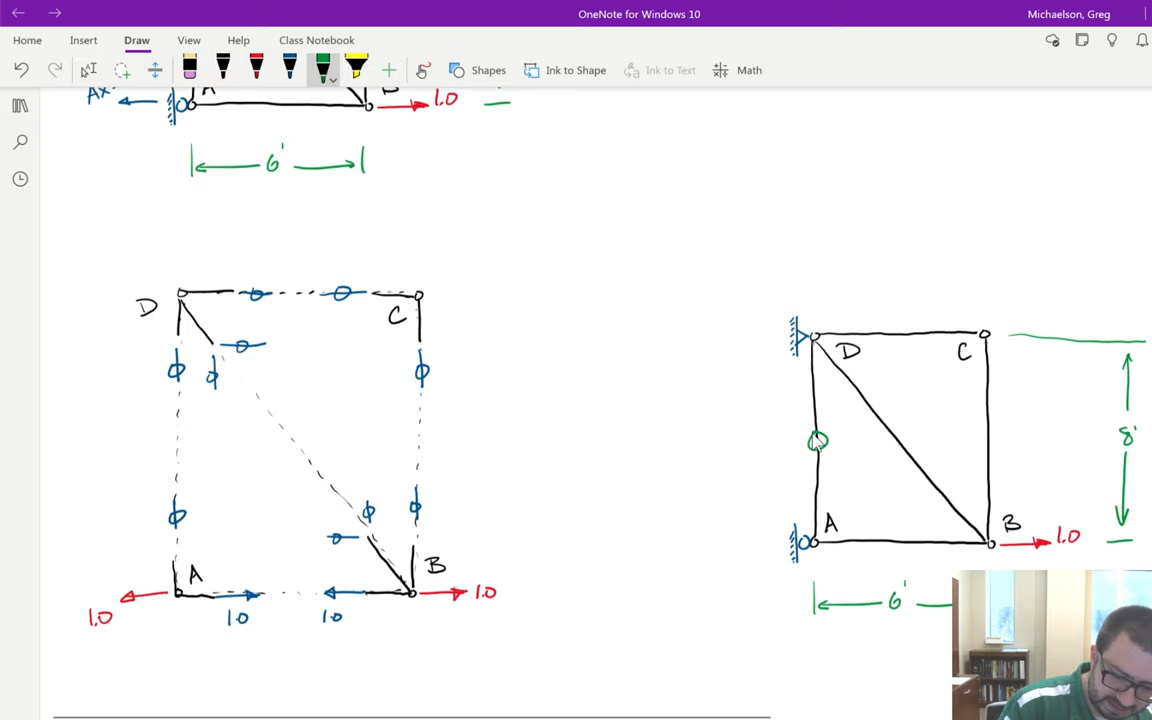 OneNote for Windows 10
Michaelson, Greg
Home Insert Draw View Help Class Notebook
Shapes Ink to Shape Ink to Text Math
Ax
1.0
6'
D
C
A
B
1.0
1.0
1.0
1.0
D
C
8'
A
B
1.0
6'